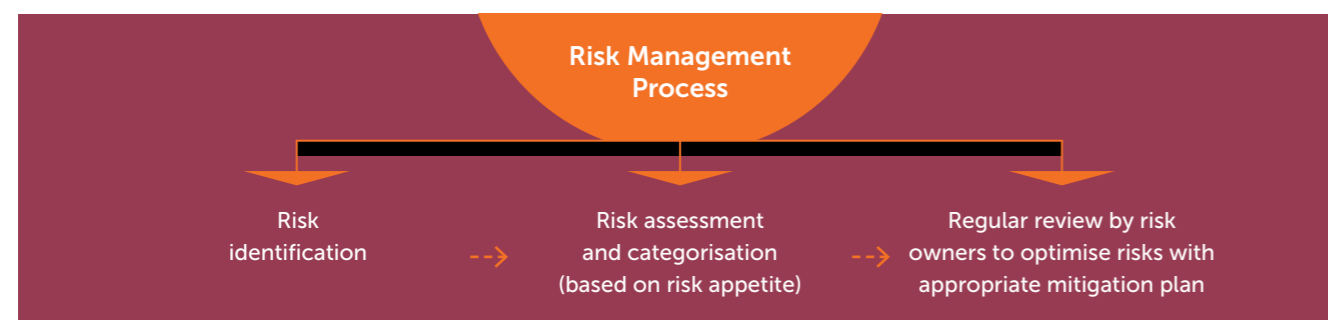 Risk Management
Process
Risk
identification
Risk assessment
and categorisation
(based on risk appetite)
Regular review by risk
owners to optimise risks with
appropriate mitigation plan